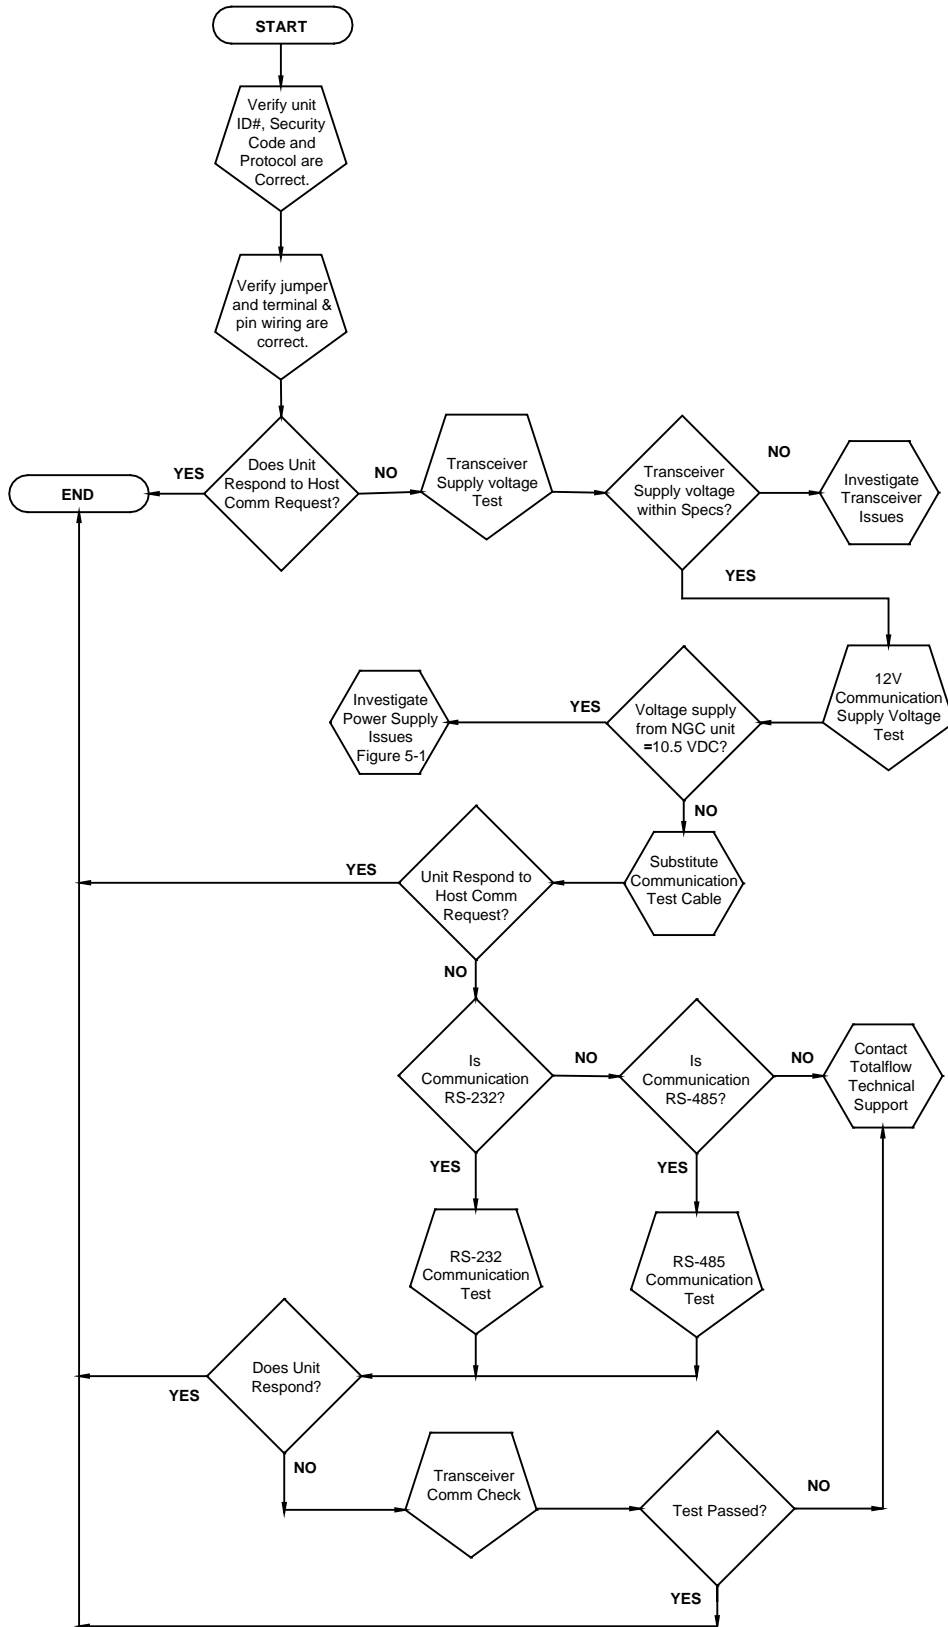 START
Verify unit
ID#, Security
Code and
Protocol are
Correct.
Verify jumper
and terminal &
pin wiring are
correct.
Does Unit
Respond to Host
Comm Request?
YES
END
NO
Transceiver
Supply voltage
Test
Transceiver
Supply voltage
within Specs?
NO
Investigate
Transceiver
Issues
YES
12V
Communication
Supply Voltage
Test
Voltage supply
from NGC unit
=10.5 VDC?
YES
Investigate
Power Supply
Issues
Figure 5-1
NO
Substitute
Communication
Test Cable
Unit Respond to
Host Comm
Request?
YES
NO
Is
Communication
RS-232?
NO
Is
Communication
RS-485?
NO
Contact
Totalflow
Technical
Support
YES
YES
RS-232
Communication
Test
RS-485
Communication
Test
Does Unit
Respond?
YES
NO
Transceiver
Comm Check
Test Passed?
NO
YES